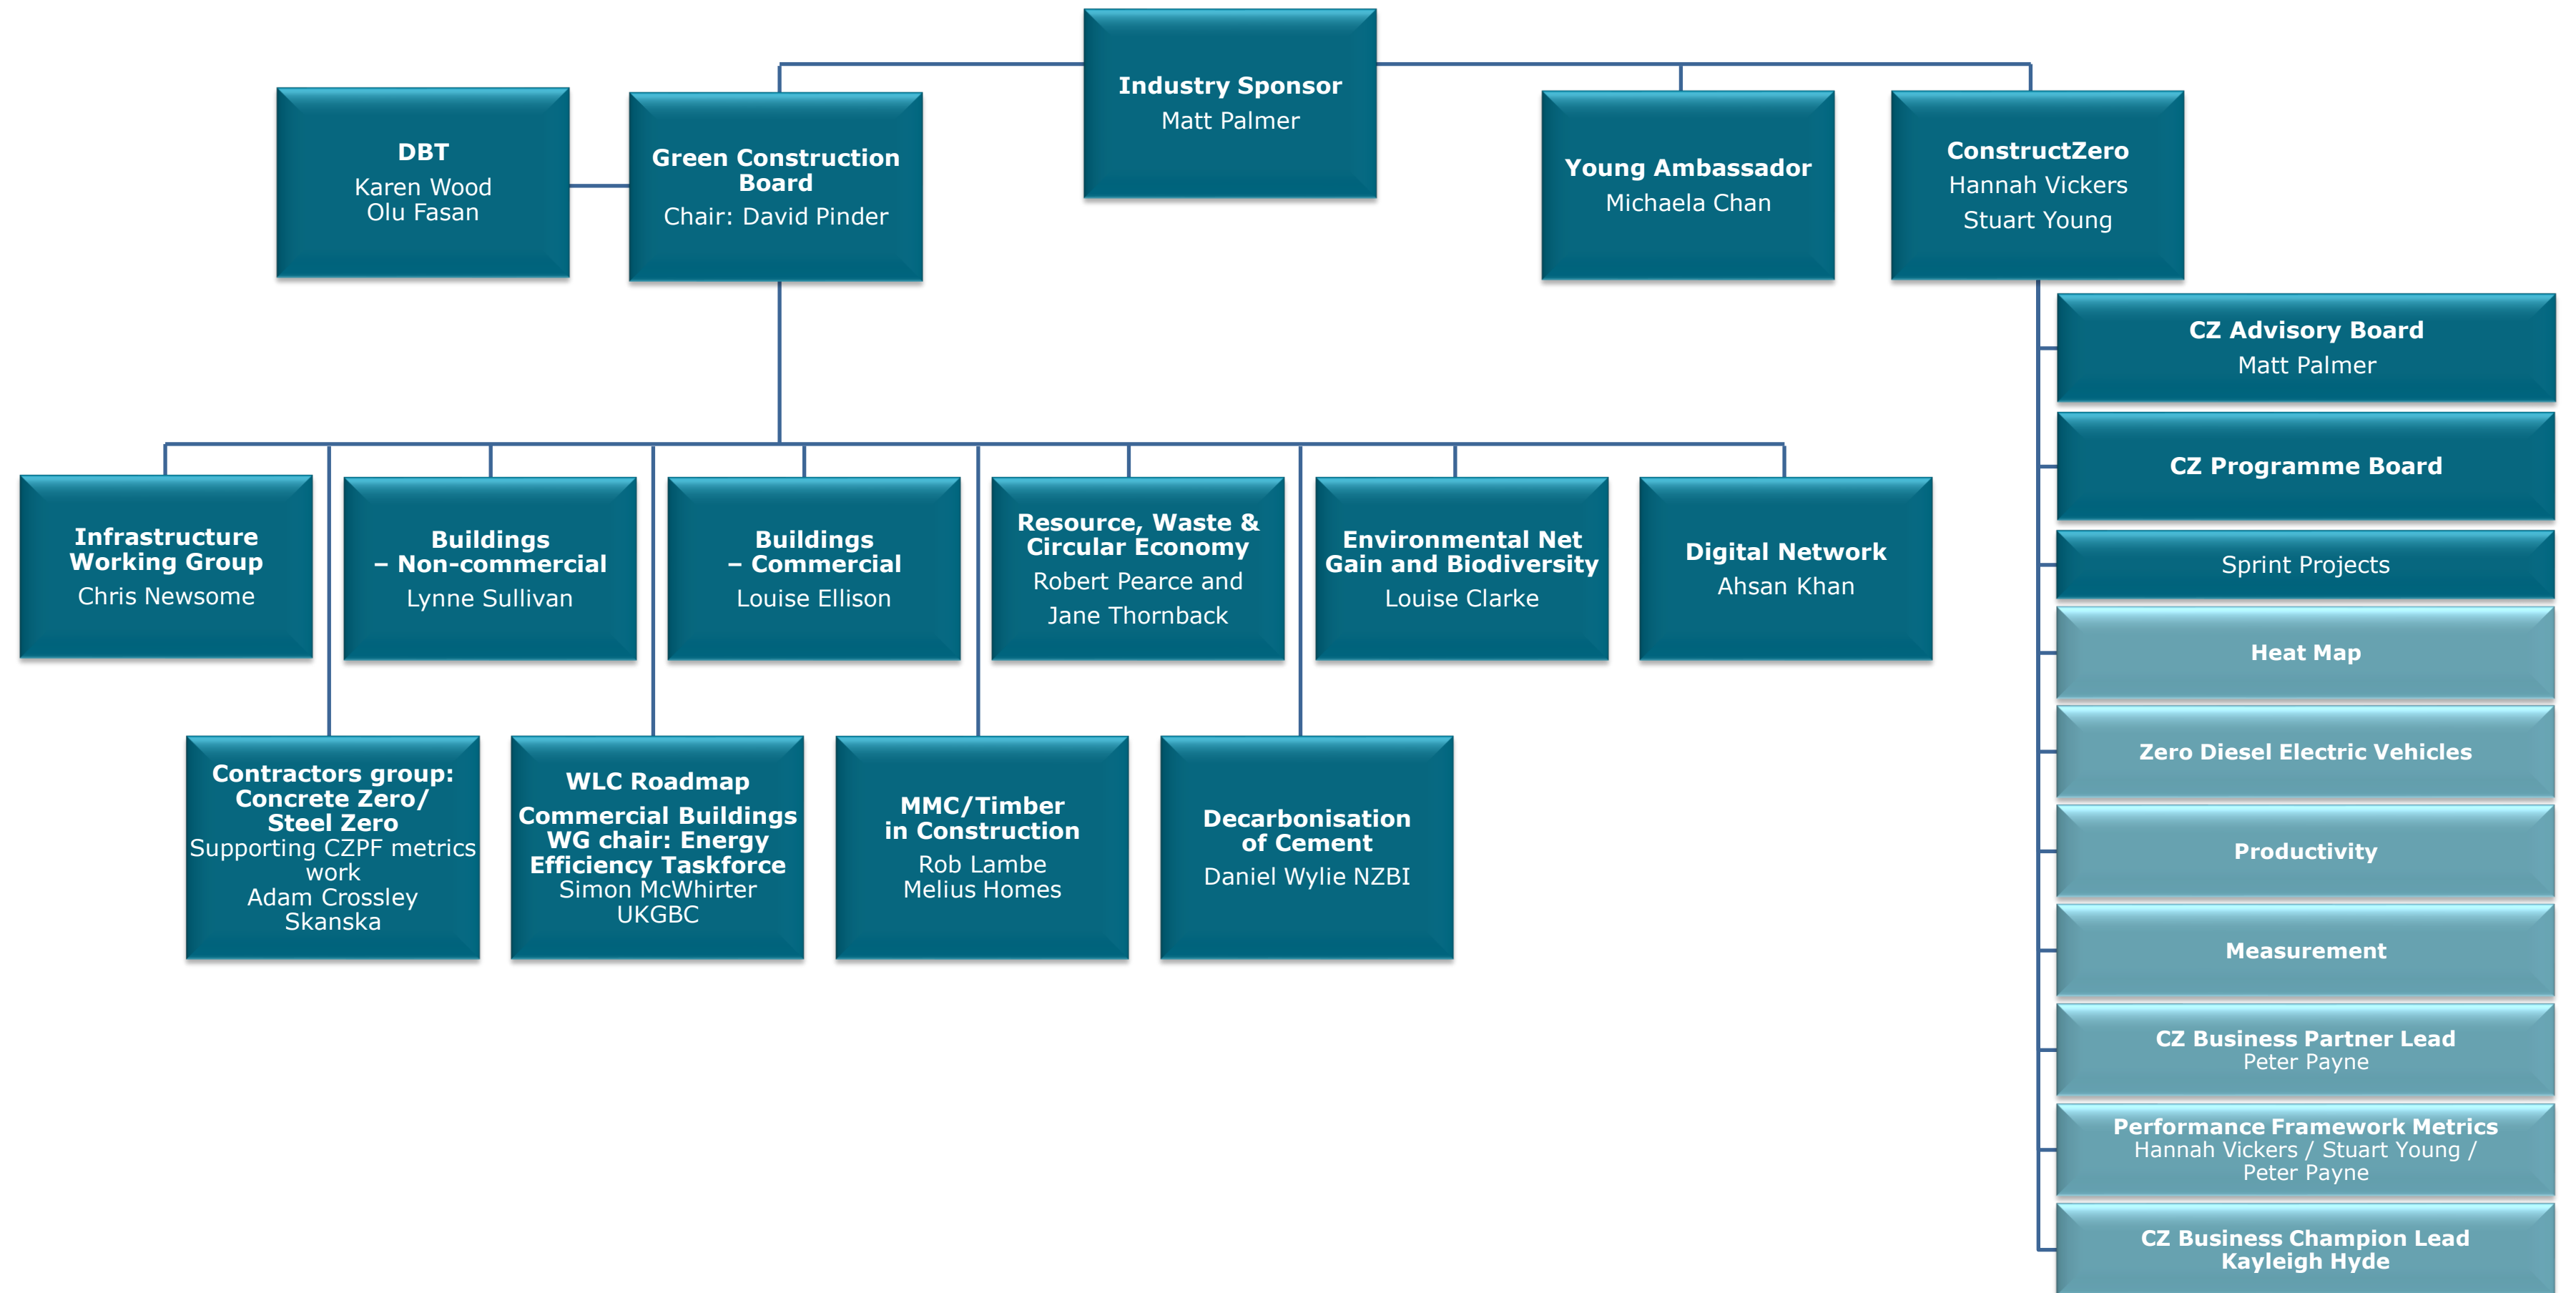 Industry Sponsor
Matt Palmer
DBT
Karen Wood
Olu Fasan
Green Construction
Board
Chair: David Pinder
Young Ambassador
Michaela Chan
ConstructZero
Hannah Vickers
Stuart Young
Infrastructure
Working Group
Chris Newsome
Buildings
– Non-commercial
Lynne Sullivan
Buildings
– Commercial
Louise Ellison
Resource, Waste &
Circular Economy
Robert Pearce and
Jane Thornback
Environmental Net
Gain and Biodiversity
Louise Clarke
Digital Network
Ahsan Khan
Contractors group:
Concrete Zero/
Steel Zero
Supporting CZPF metrics
work
Adam Crossley
Skanska
WLC Roadmap
Commercial Buildings
WG chair: Energy
Efficiency Taskforce
Simon McWhirter
UKGBC
MMC/Timber
in Construction
Rob Lambe
Melius Homes
Decarbonisation
of Cement
Daniel Wylie NZBI
CZ Advisory Board
Matt Palmer
CZ Programme Board
Sprint Projects
Heat Map
Zero Diesel Electric Vehicles
Productivity
Measurement
CZ Business Partner Lead
Peter Payne
Performance Framework Metrics
Hannah Vickers / Stuart Young /
Peter Payne
CZ Business Champion Lead
Kayleigh Hyde